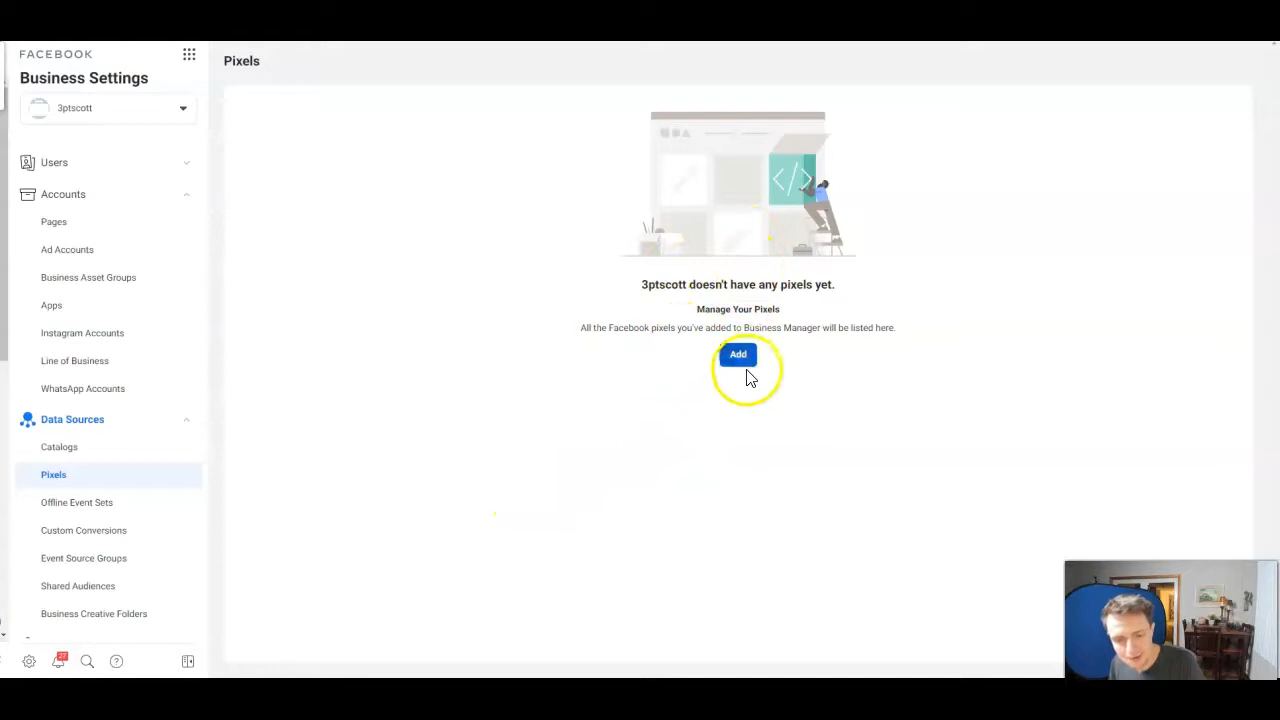 FACEBOOK
Business Settings
3ptscott
Users
Accounts
Pages
Ad Accounts
Business Asset Groups
Apps
Instagram Accounts
Line of Business
WhatsApp Accounts
Data Sources
Catalogs
Pixels
Offline Event Sets
Custom Conversions
Event Source Groups
Shared Audiences
Business Creative Folders
Pixels
</>
3ptscott doesn't have any pixels yet.
Manage Your Pixels
All the Facebook pixels you've added to Business Manager will be listed here.
Add